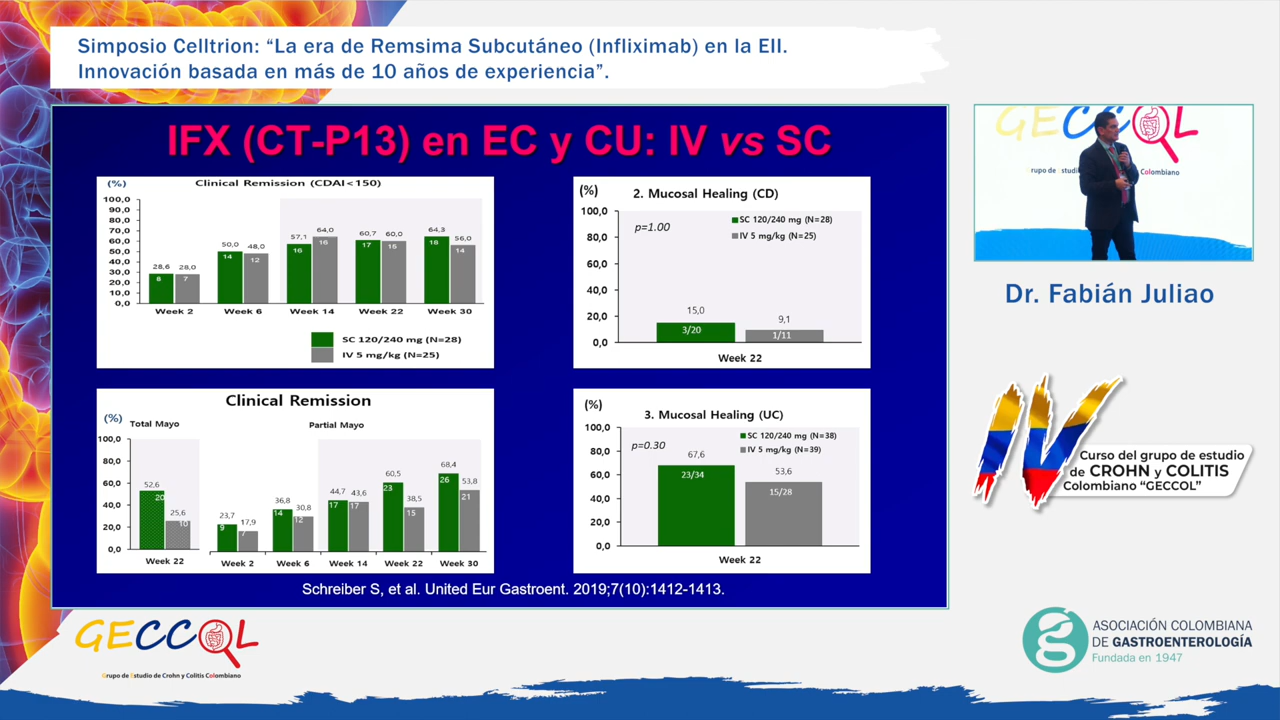 Simposio Celltrion: “La era de Remsima Subcutáneo (Infliximab) en la EII.
Innovación basada en más de 10 años de experiencia”.
IFX (CT-P13) en EC y CU: IV vs SC
(%)
Clinical Remission (CDAI<150)
100,0
90,0
80,0
70,0
60,0
50,0
40,0
30,0
20,0
10,0
0,0
28,6 28,0 50,0 48,0 57,1 64,0 60,7 60,0 64,3 56,0
8 7 14 12 16 16 17 15 18 14
Week 2 Week 6 Week 14 Week 22 Week 30
SC 120/240 mg (N=28)
IV 5 mg/kg (N=25)
(%)
2. Mucosal Healing (CD)
100,0
80,0
60,0
40,0
20,0
0,0
p=1.00
SC 120/240 mg (N=28)
IV 5 mg/kg (N=25)
15,0 9,1
3/20 1/11
Week 22
Clinical Remission
(%)
Total Mayo
Partial Mayo
100,0
80,0
60,0
40,0
20,0
0,0
52,6 25,6
20 10
Week 22
23,7 17,9 36,8 30,8 44,7 43,6 60,5 38,5 68,4 53,8
9 7 14 12 17 17 23 15 26 21
Week 2 Week 6 Week 14 Week 22 Week 30
(%)
3. Mucosal Healing (UC)
100,0
80,0
60,0
40,0
20,0
0,0
p=0.30
SC 120/240 mg (N=38)
IV 5 mg/kg (N=39)
67,6 53,6
23/34 15/28
Week 22
Schreiber S, et al. United Eur Gastroent. 2019;7(10):1412-1413.
GECCOL
Grupo de Estudio de Crohn y Colitis Colombiano
GECCOL
rupo de Estudi
Colombiano
Dr. Fabián Juliao
IV
Curso del grupo de estudio
de CROHN y COLITIS
Colombiano “GECCOL”
ASOCIACIÓN COLOMBIANA
DE GASTROENTEROLOGÍA
Fundada en 1947